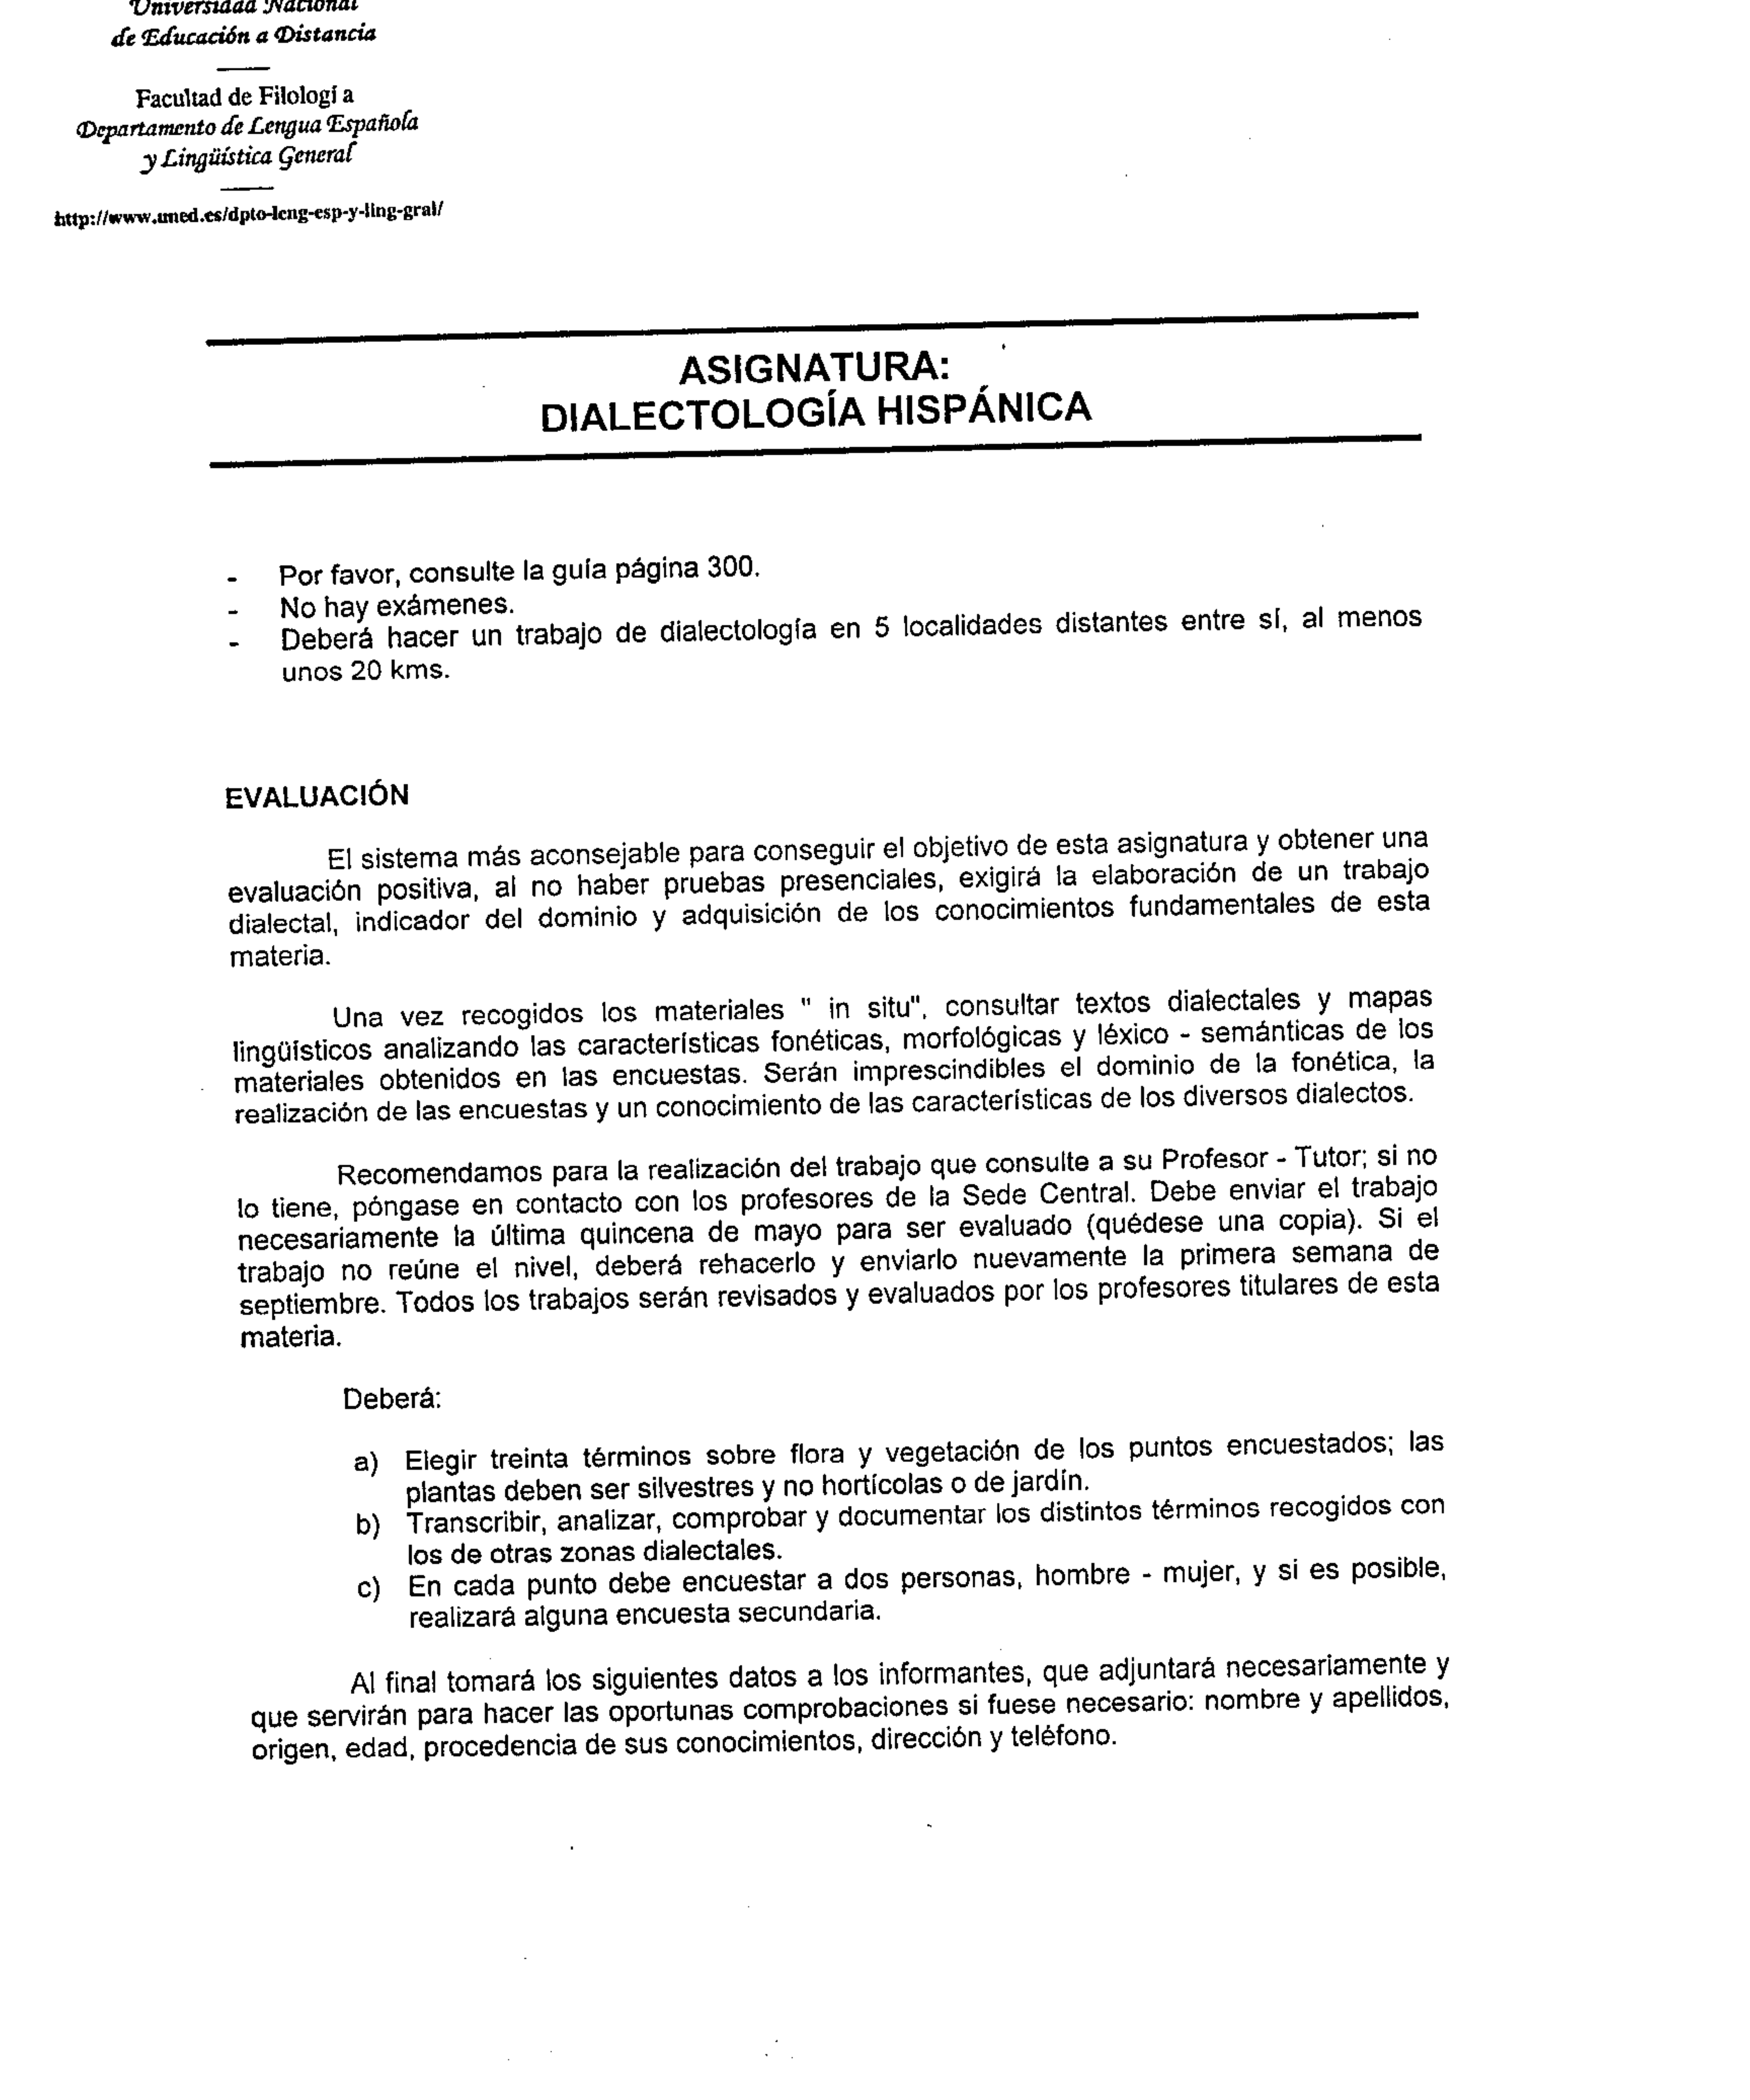 Universidad Nacional
de Educación a Distancia
Facultad de Filologí a
Departamento de Lengua Española
y Lingüística General
http://www.uned.es/dpto-leng-esp-y-ling-gral/
ASIGNATURA:
DIALECTOLOGÍA HISPÁNICA
- Por favor, consulte la guía página 300.
- No hay exámenes.
- Deberá hacer un trabajo de dialectología en 5 localidades distantes entre sí, al menos
unos 20 kms.
EVALUACIÓN
El sistema más aconsejable para conseguir el objetivo de esta asignatura y obtener una
evaluación positiva, al no haber pruebas presenciales, exigirá la elaboración de un trabajo
dialectal, indicador del dominio y adquisición de los conocimientos fundamentales de esta
materia.
Una vez recogidos los materiales " in situ", consultar textos dialectales y mapas
lingüísticos analizando las características fonéticas, morfológicas y léxico - semánticas de los
materiales obtenidos en las encuestas. Serán imprescindibles el dominio de la fonética, la
realización de las encuestas y un conocimiento de las características de los diversos dialectos.
Recomendamos para la realización del trabajo que consulte a su Profesor - Tutor; si no
lo tiene, póngase en contacto con los profesores de la Sede Central. Debe enviar el trabajo
necesariamente la última quincena de mayo para ser evaluado (quédese una copia). Si el
trabajo no reúne el nivel, deberá rehacerlo y enviarlo nuevamente la primera semana de
septiembre. Todos los trabajos serán revisados y evaluados por los profesores titulares de esta
materia.
Deberá:
a) Elegir treinta términos sobre flora y vegetación de los puntos encuestados; las
plantas deben ser silvestres y no hortícolas o de jardín.
b) Transcribir, analizar, comprobar y documentar los distintos términos recogidos con
los de otras zonas dialectales.
c) En cada punto debe encuestar a dos personas, hombre - mujer, y si es posible,
realizará alguna encuesta secundaria.
Al final tomará los siguientes datos a los informantes, que adjuntará necesariamente y
que servirán para hacer las oportunas comprobaciones si fuese necesario: nombre y apellidos,
origen, edad, procedencia de sus conocimientos, dirección y teléfono.